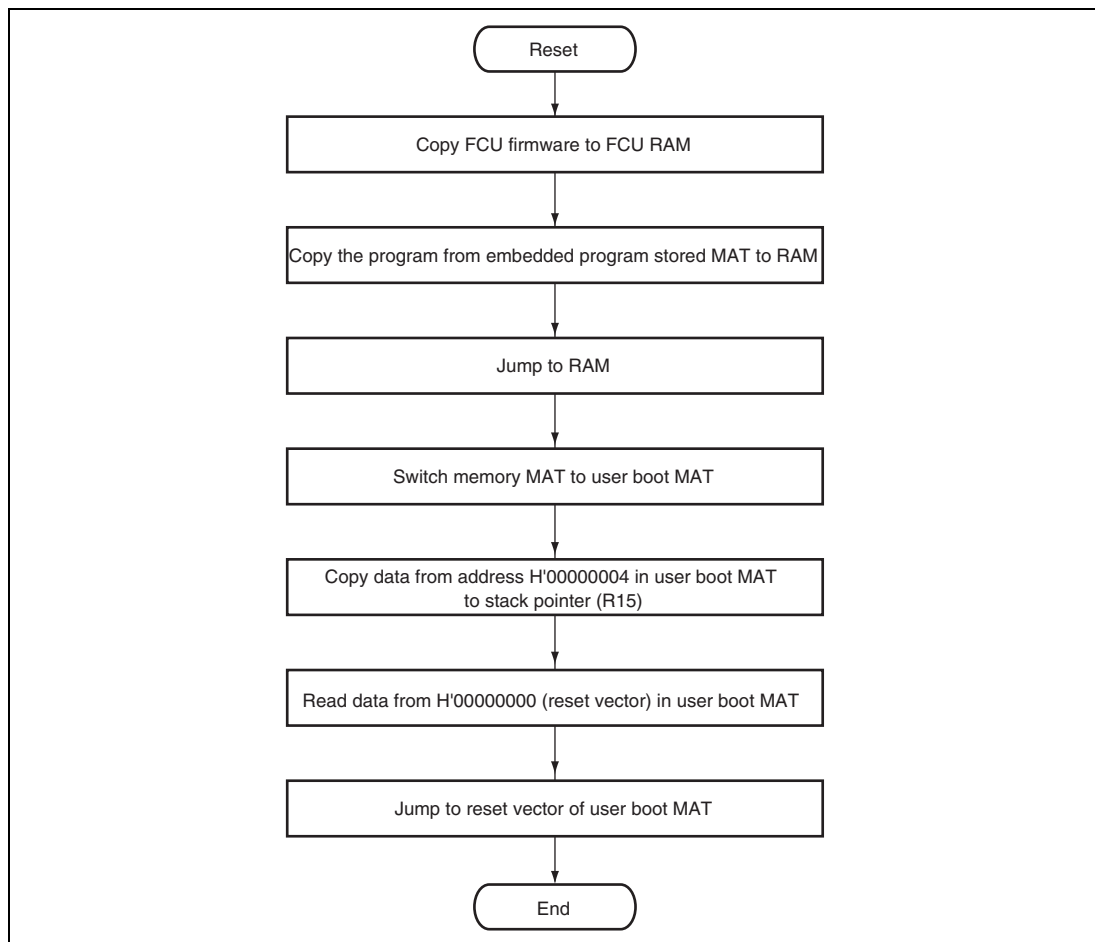 Reset
Copy FCU firmware to FCU RAM
Copy the program from embedded program stored MAT to RAM
Jump to RAM
Switch memory MAT to user boot MAT
Copy data from address H'00000004 in user boot MAT
to stack pointer (R15)
Read data from H'00000000 (reset vector) in user boot MAT
Jump to reset vector of user boot MAT
End